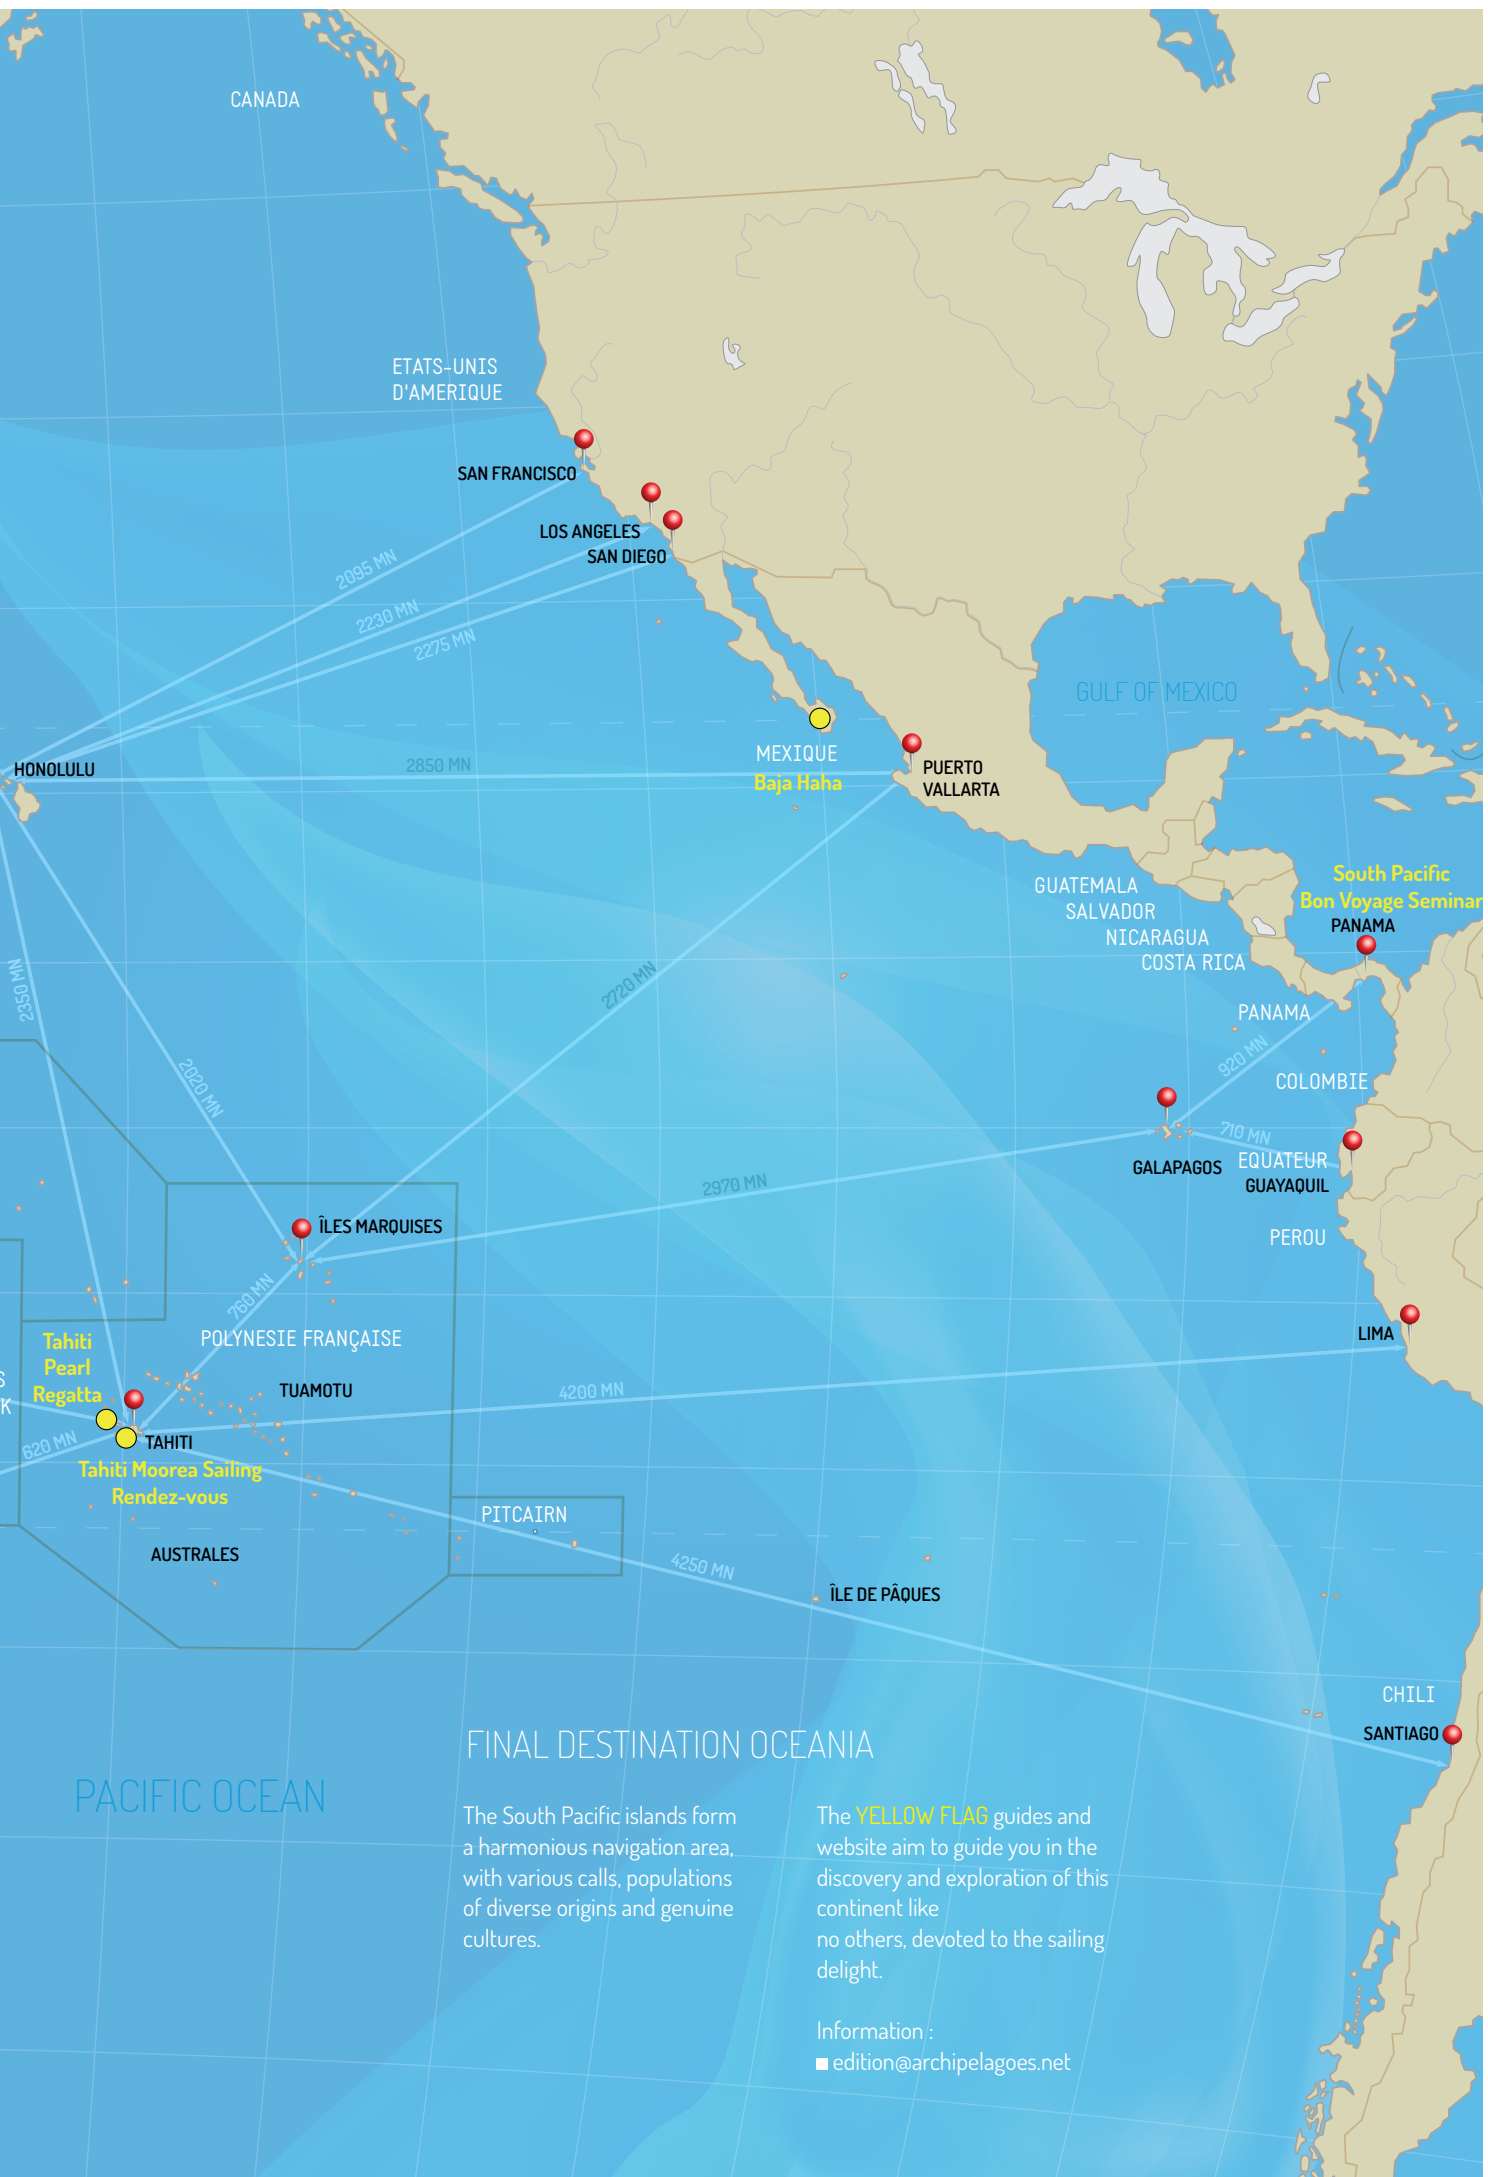 CANADA
ETATS-UNIS
D'AMERIQUE
SAN FRANCISCO
LOS ANGELES
SAN DIEGO
2095 MN
2230 MN
2275 MN
GULF OF MEXICO
MEXIQUE
Baja Haha
HONOLULU
2850 MN
PUERTO
VALLARTA
GUATEMALA
SALVADOR
NICARAGUA
COSTA RICA
South Pacific
Bon Voyage Seminar
PANAMA
PANAMA
2350 MN
2720 MN
2020 MN
920 MN
COLOMBIE
710 MN
GALAPAGOS
EQUATEUR
GUAYAQUIL
2970 MN
ÎLES MARQUISES
PEROU
760 MN
LIMA
POLYNESIE FRANÇAISE
Tahiti
Pearl
Regatta
S
K
TUAMOTU
4200 MN
620 MN
TAHITI
Tahiti Moorea Sailing
Rendez-vous
PITCAIRN
AUSTRALES
4250 MN
ÎLE DE PÂQUES
CHILI
SANTIAGO
PACIFIC OCEAN
FINAL DESTINATION OCEANIA
The South Pacific islands form
a harmonious navigation area,
with various calls, populations
of diverse origins and genuine
cultures.
The YELLOW FLAG guides and
website aim to guide you in the
discovery and exploration of this
continent like
no others, devoted to the sailing
delight.
Information :
edition@archipelagoes.net